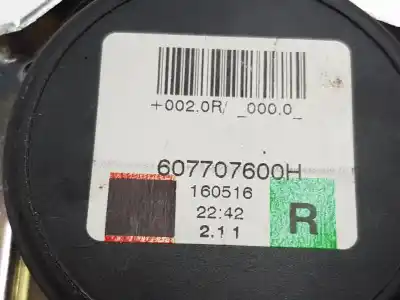 +002.0R/ _000.0_
607707600H
160516
22:42
2.11
R